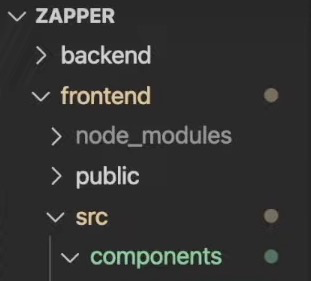 ZAPPER
backend
frontend
node_modules
public
src
components